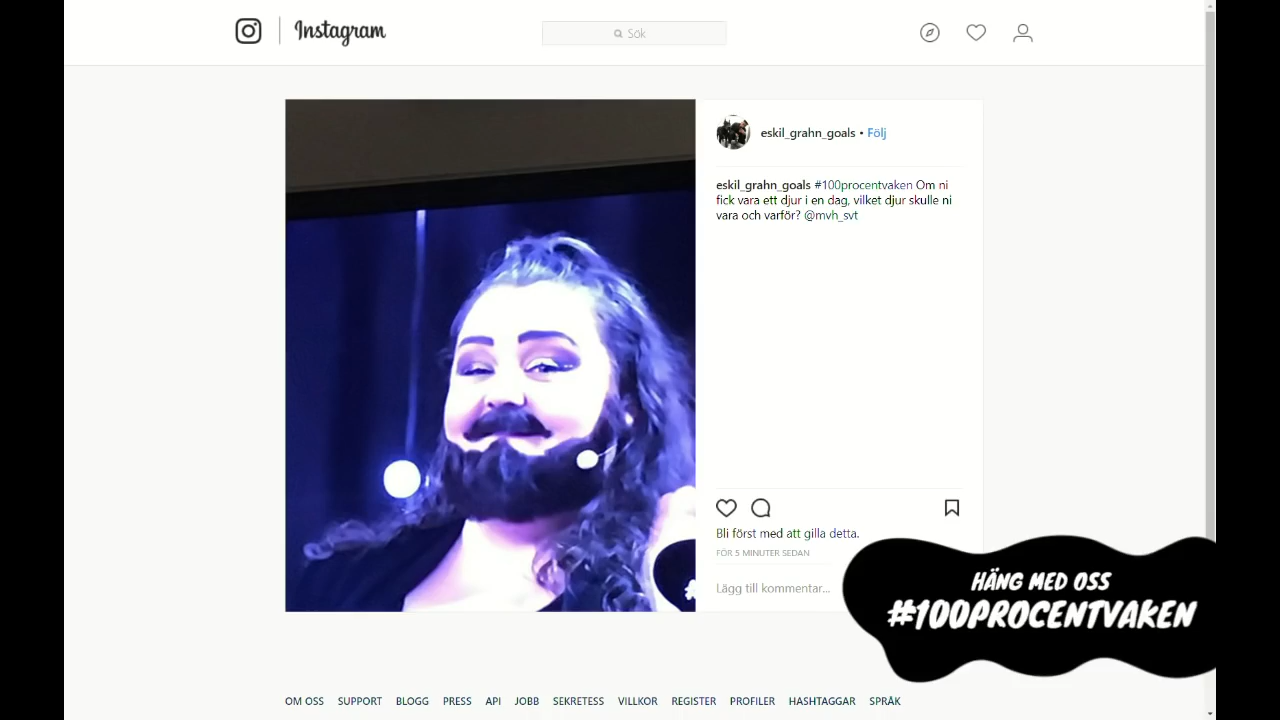 Instagram
Sök
eskil_grahn_goals • Följ
eskil_grahn_goals #100procentvaken Om ni
fick vara ett djur i en dag, vilket djur skulle ni
vara och varför? @mvh_svt
Bli först med att gilla detta.
FÖR 5 MINUTER SEDAN
Lägg till kommentar...
HÄNG MED OSS
#100PROCENTVAKEN
OM OSS SUPPORT BLOGG PRESS API JOBB SEKRETESS VILLKOR REGISTER PROFILER HASHTAGGAR SPRÅK